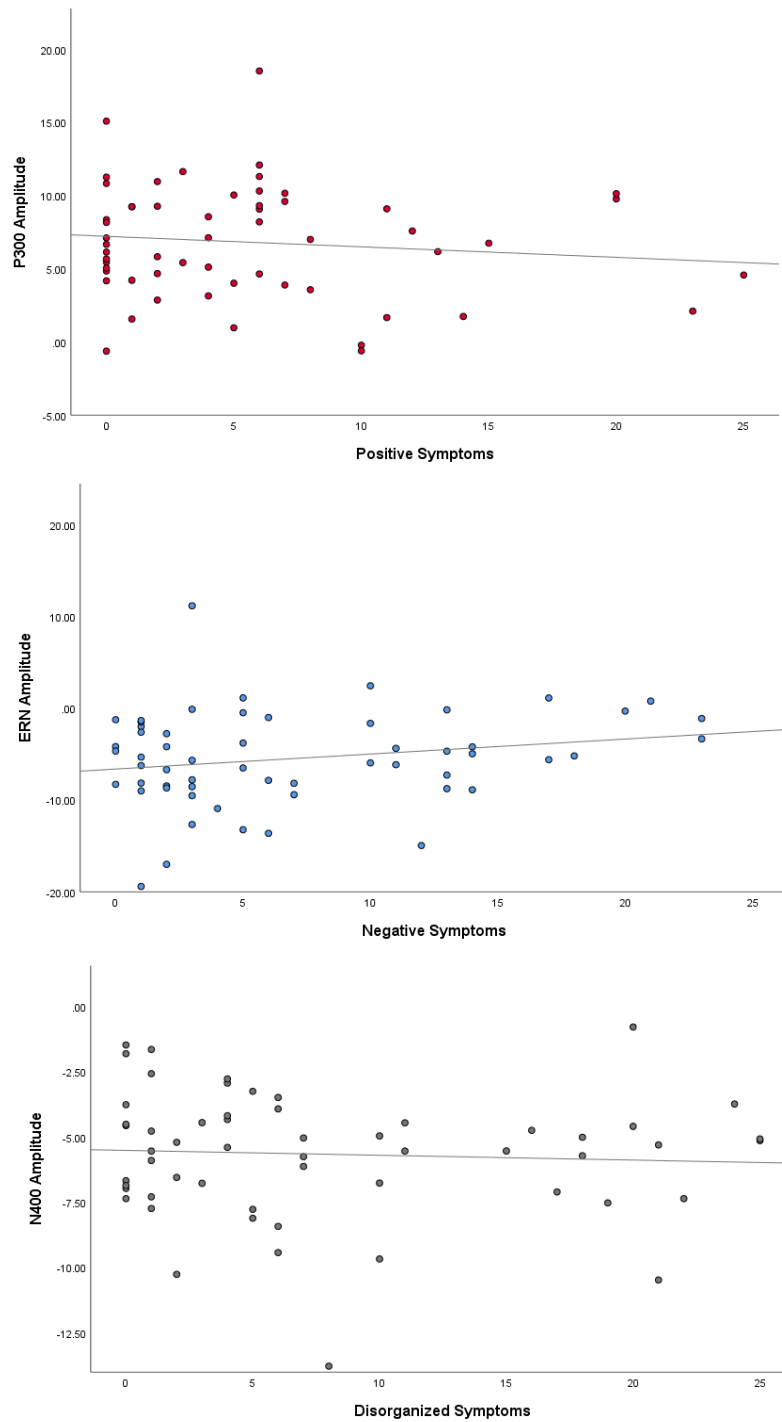 20.00
15.00
10.00
5.00
.00
-5.00
P300 Amplitude
0 5 10 15 20 25
Positive Symptoms
20.00
10.00
.00
-10.00
-20.00
ERN Amplitude
0 5 10 15 20 25
Negative Symptoms
.00
-2.50
-5.00
-7.50
-10.00
-12.50
N400 Amplitude
0 5 10 15 20 25
Disorganized Symptoms